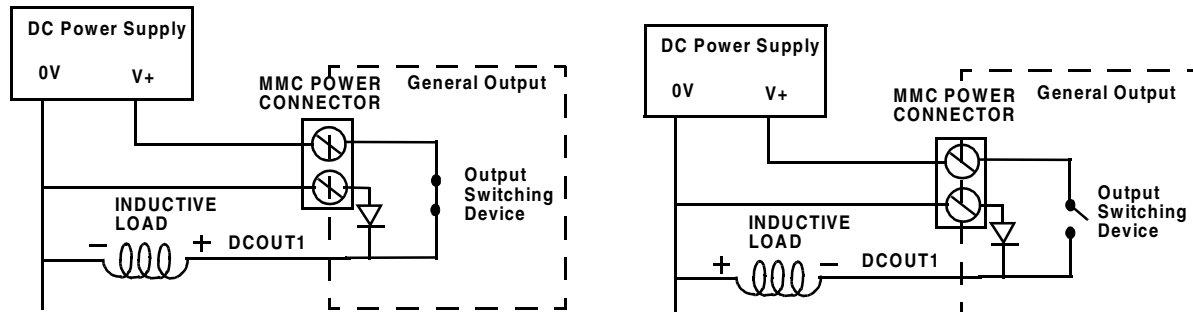 DC Power Supply
0V V+
MMC POWER
CONNECTOR
General Output
Output
Switching
Device
INDUCTIVE
LOAD
− + DCOUT1
DC Power Supply
0V V+
MMC POWER
CONNECTOR
General Output
Output
Switching
Device
INDUCTIVE
LOAD
+ − DCOUT1